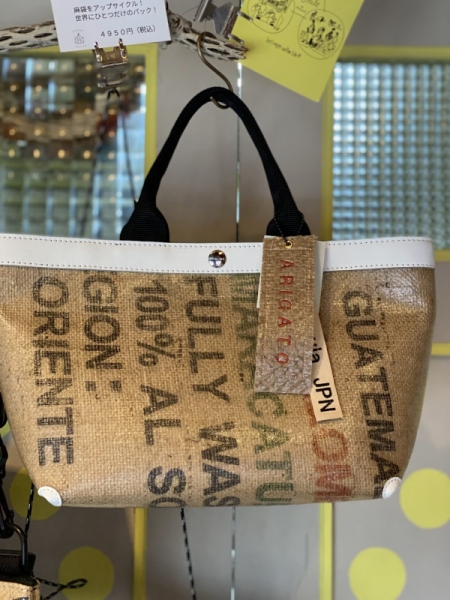 麻袋をアップサイクル！
世界にひとつだけのバッグ！
4950円（税込）
ORIENTE
GION:
100% AL SO
FULLY WAS
CATU
GUATEMA
ARIGATO
JPN